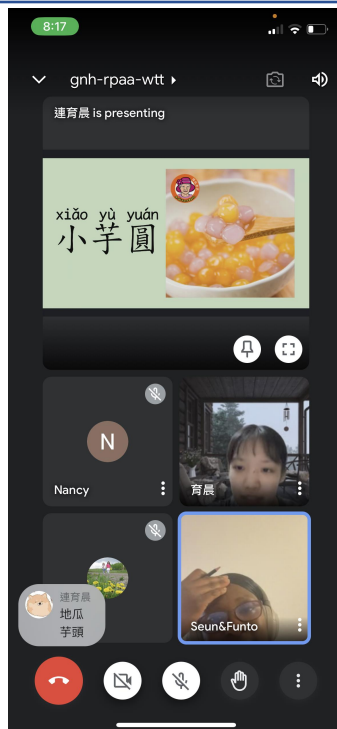 8:17
gnh-rpaa-wtt
連育晨 is presenting
xiǎo yù yuán
小芋圓
N
Nancy
育晨
連育晨
地瓜
芋頭
Seun&Funto